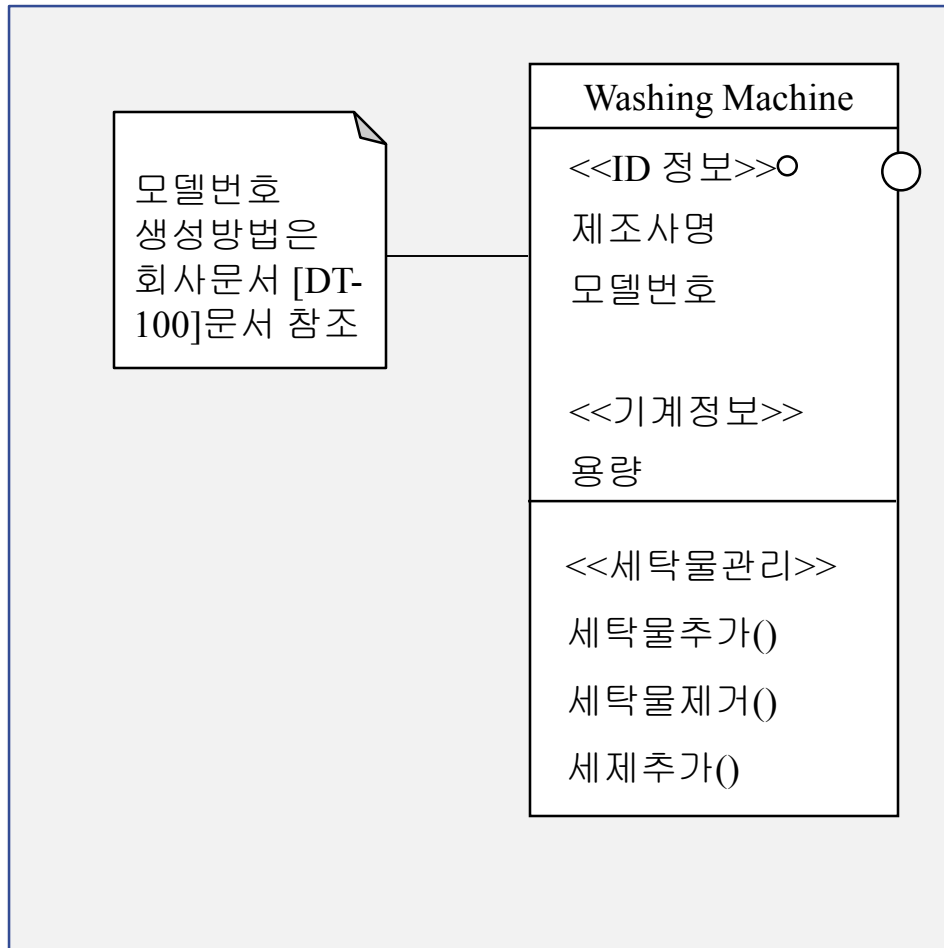 Washing Machine
<<ID 정보>>
제조사명
모델번호
<<기계정보>>
용량
<<세탁물관리>>
세탁물추가()
세탁물제거()
세제추가()
모델번호
생성방법은
회사문서 [DT-
100]문서 참조